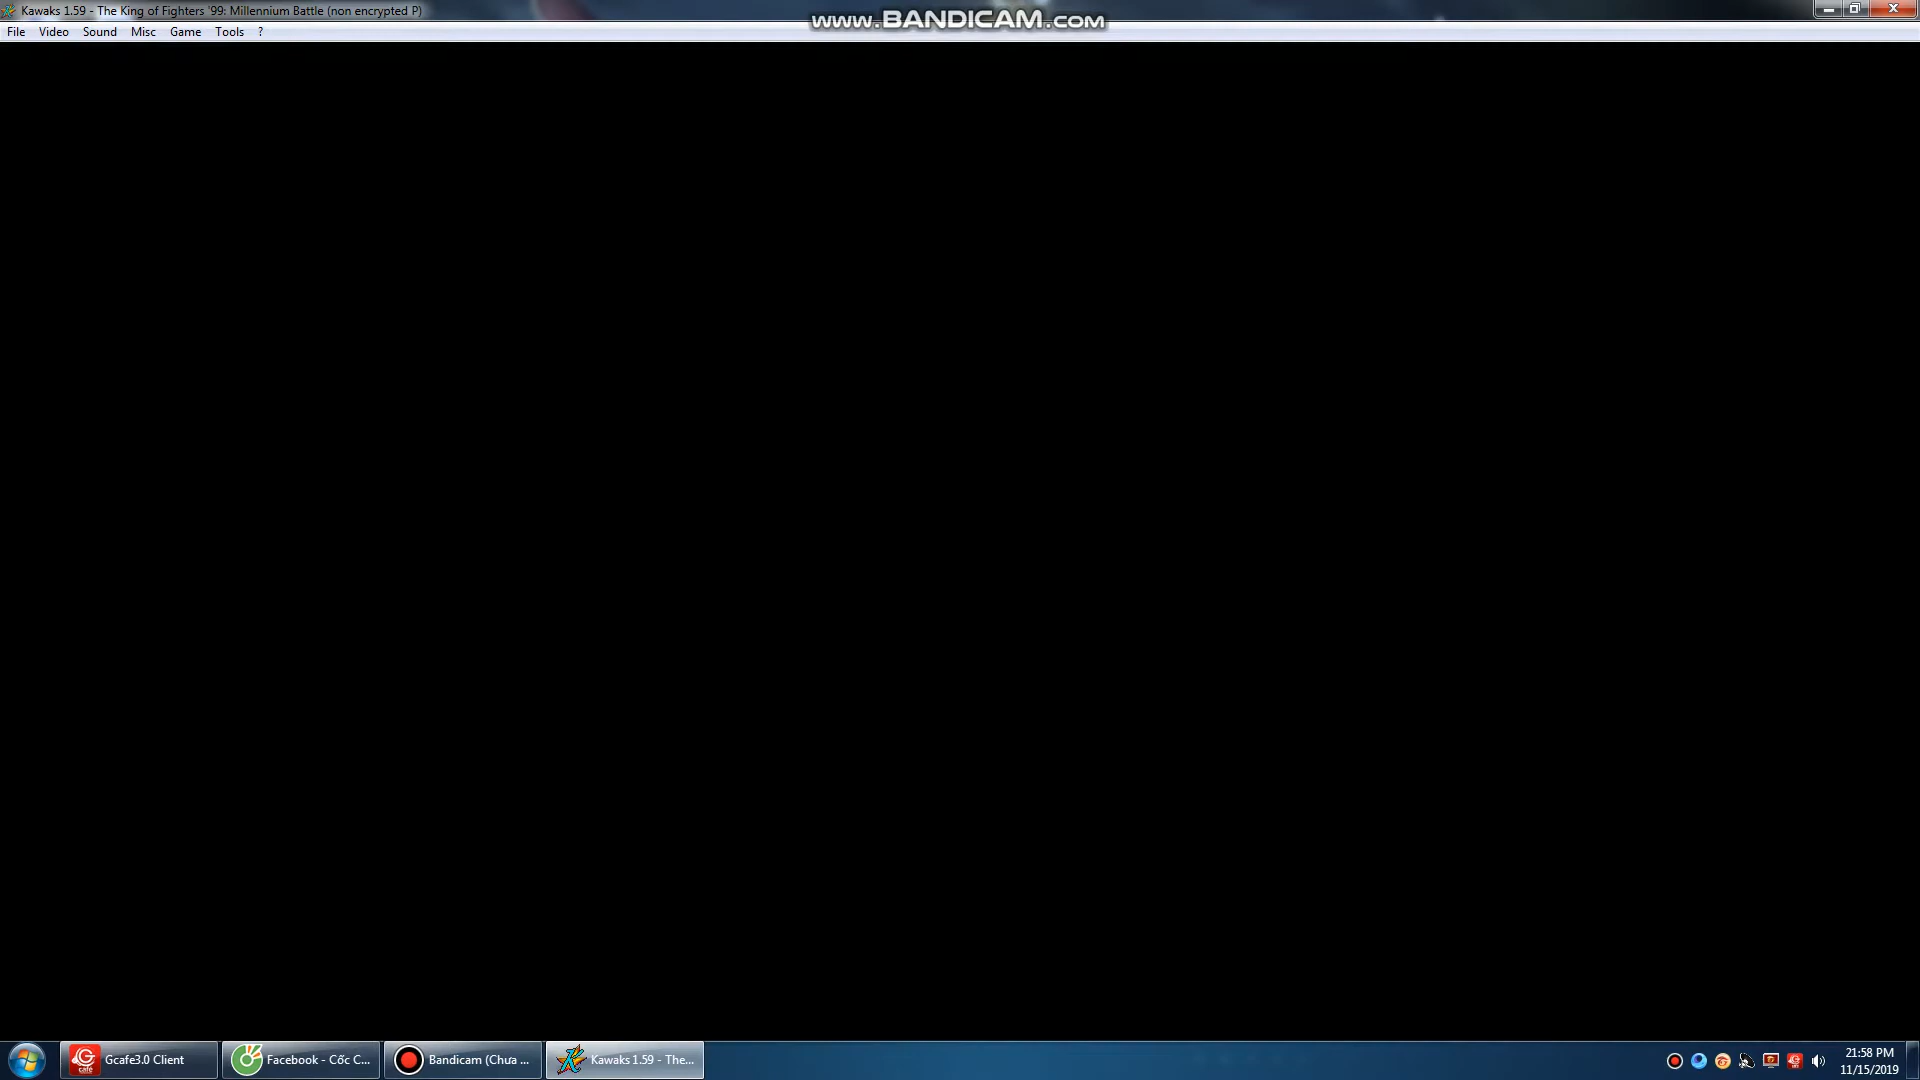 Kawaks 1.59 - The King of Fighters '99: Millennium Battle (non encrypted P)
www.BANDICAM.com
File Video Sound Misc Game Tools ?
Gcafe3.0 Client
Facebook - Cốc C...
Bandicam (Chưa ...
Kawaks 1.59 - The...
21:58 PM
11/15/2019